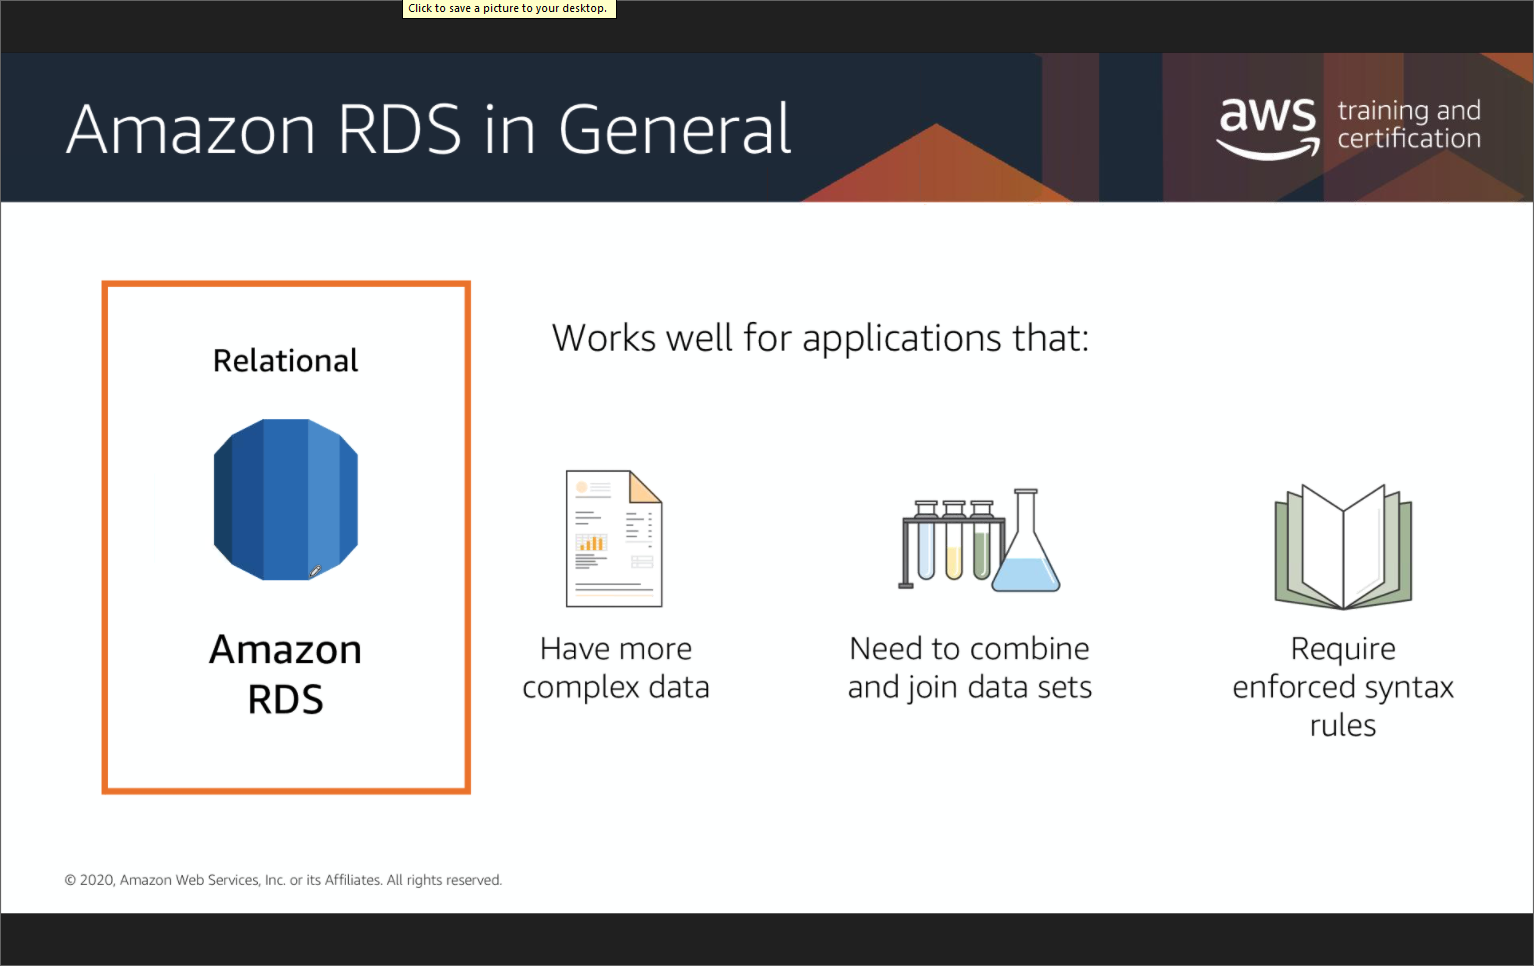 Click to save a picture to your desktop.
Amazon RDS in General
aws
training and
certification
Relational
Amazon
RDS
Works well for applications that:
Have more
complex data
Need to combine
and join data sets
Require
enforced syntax
rules
© 2020, Amazon Web Services, Inc. or its Affiliates. All rights reserved.